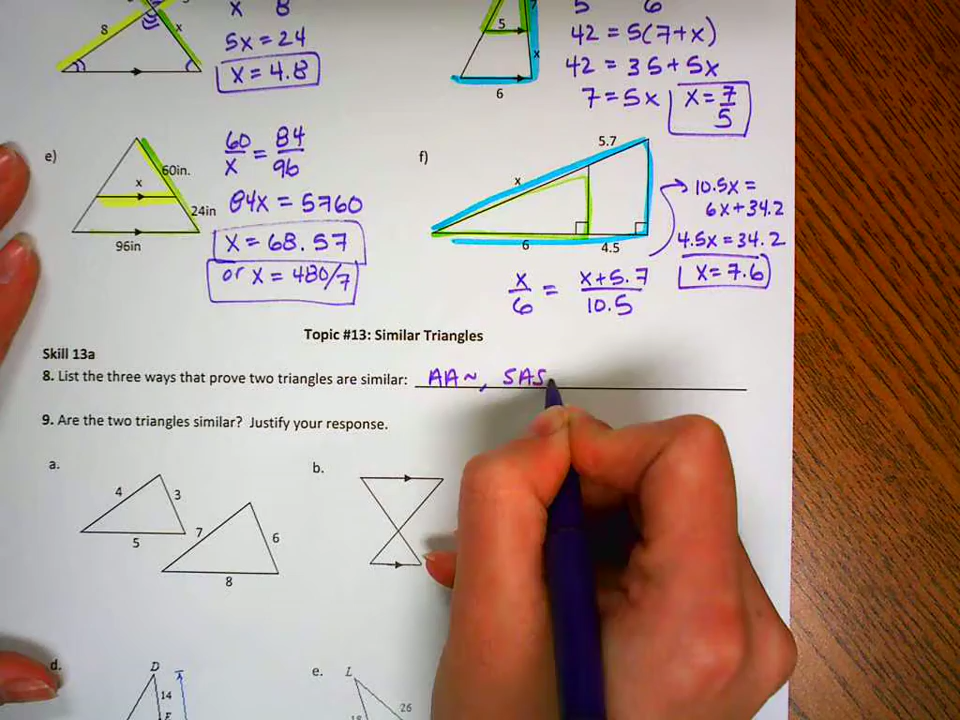 8
x
x 8
5x = 24
x = 4.8
5
x
6
5 6
42 = 5(7+x)
42 = 35+5x
7 = 5x x = 7/5
e)
60in.
x
24in
96in
60/x = 84/96
84x = 5760
x = 68.57
or x = 480/7
f)
5.7
x
6
4.5
x/6 = x+5.7/10.5
10.5x =
6x+34.2
4.5x = 34.2
x = 7.6
Topic #13: Similar Triangles
Skill 13a
8. List the three ways that prove two triangles are similar: AA~, SAS
9. Are the two triangles similar? Justify your response.
a.
4
3
5
7
6
8
b.
d.
D
14
E
e.
L
26
18